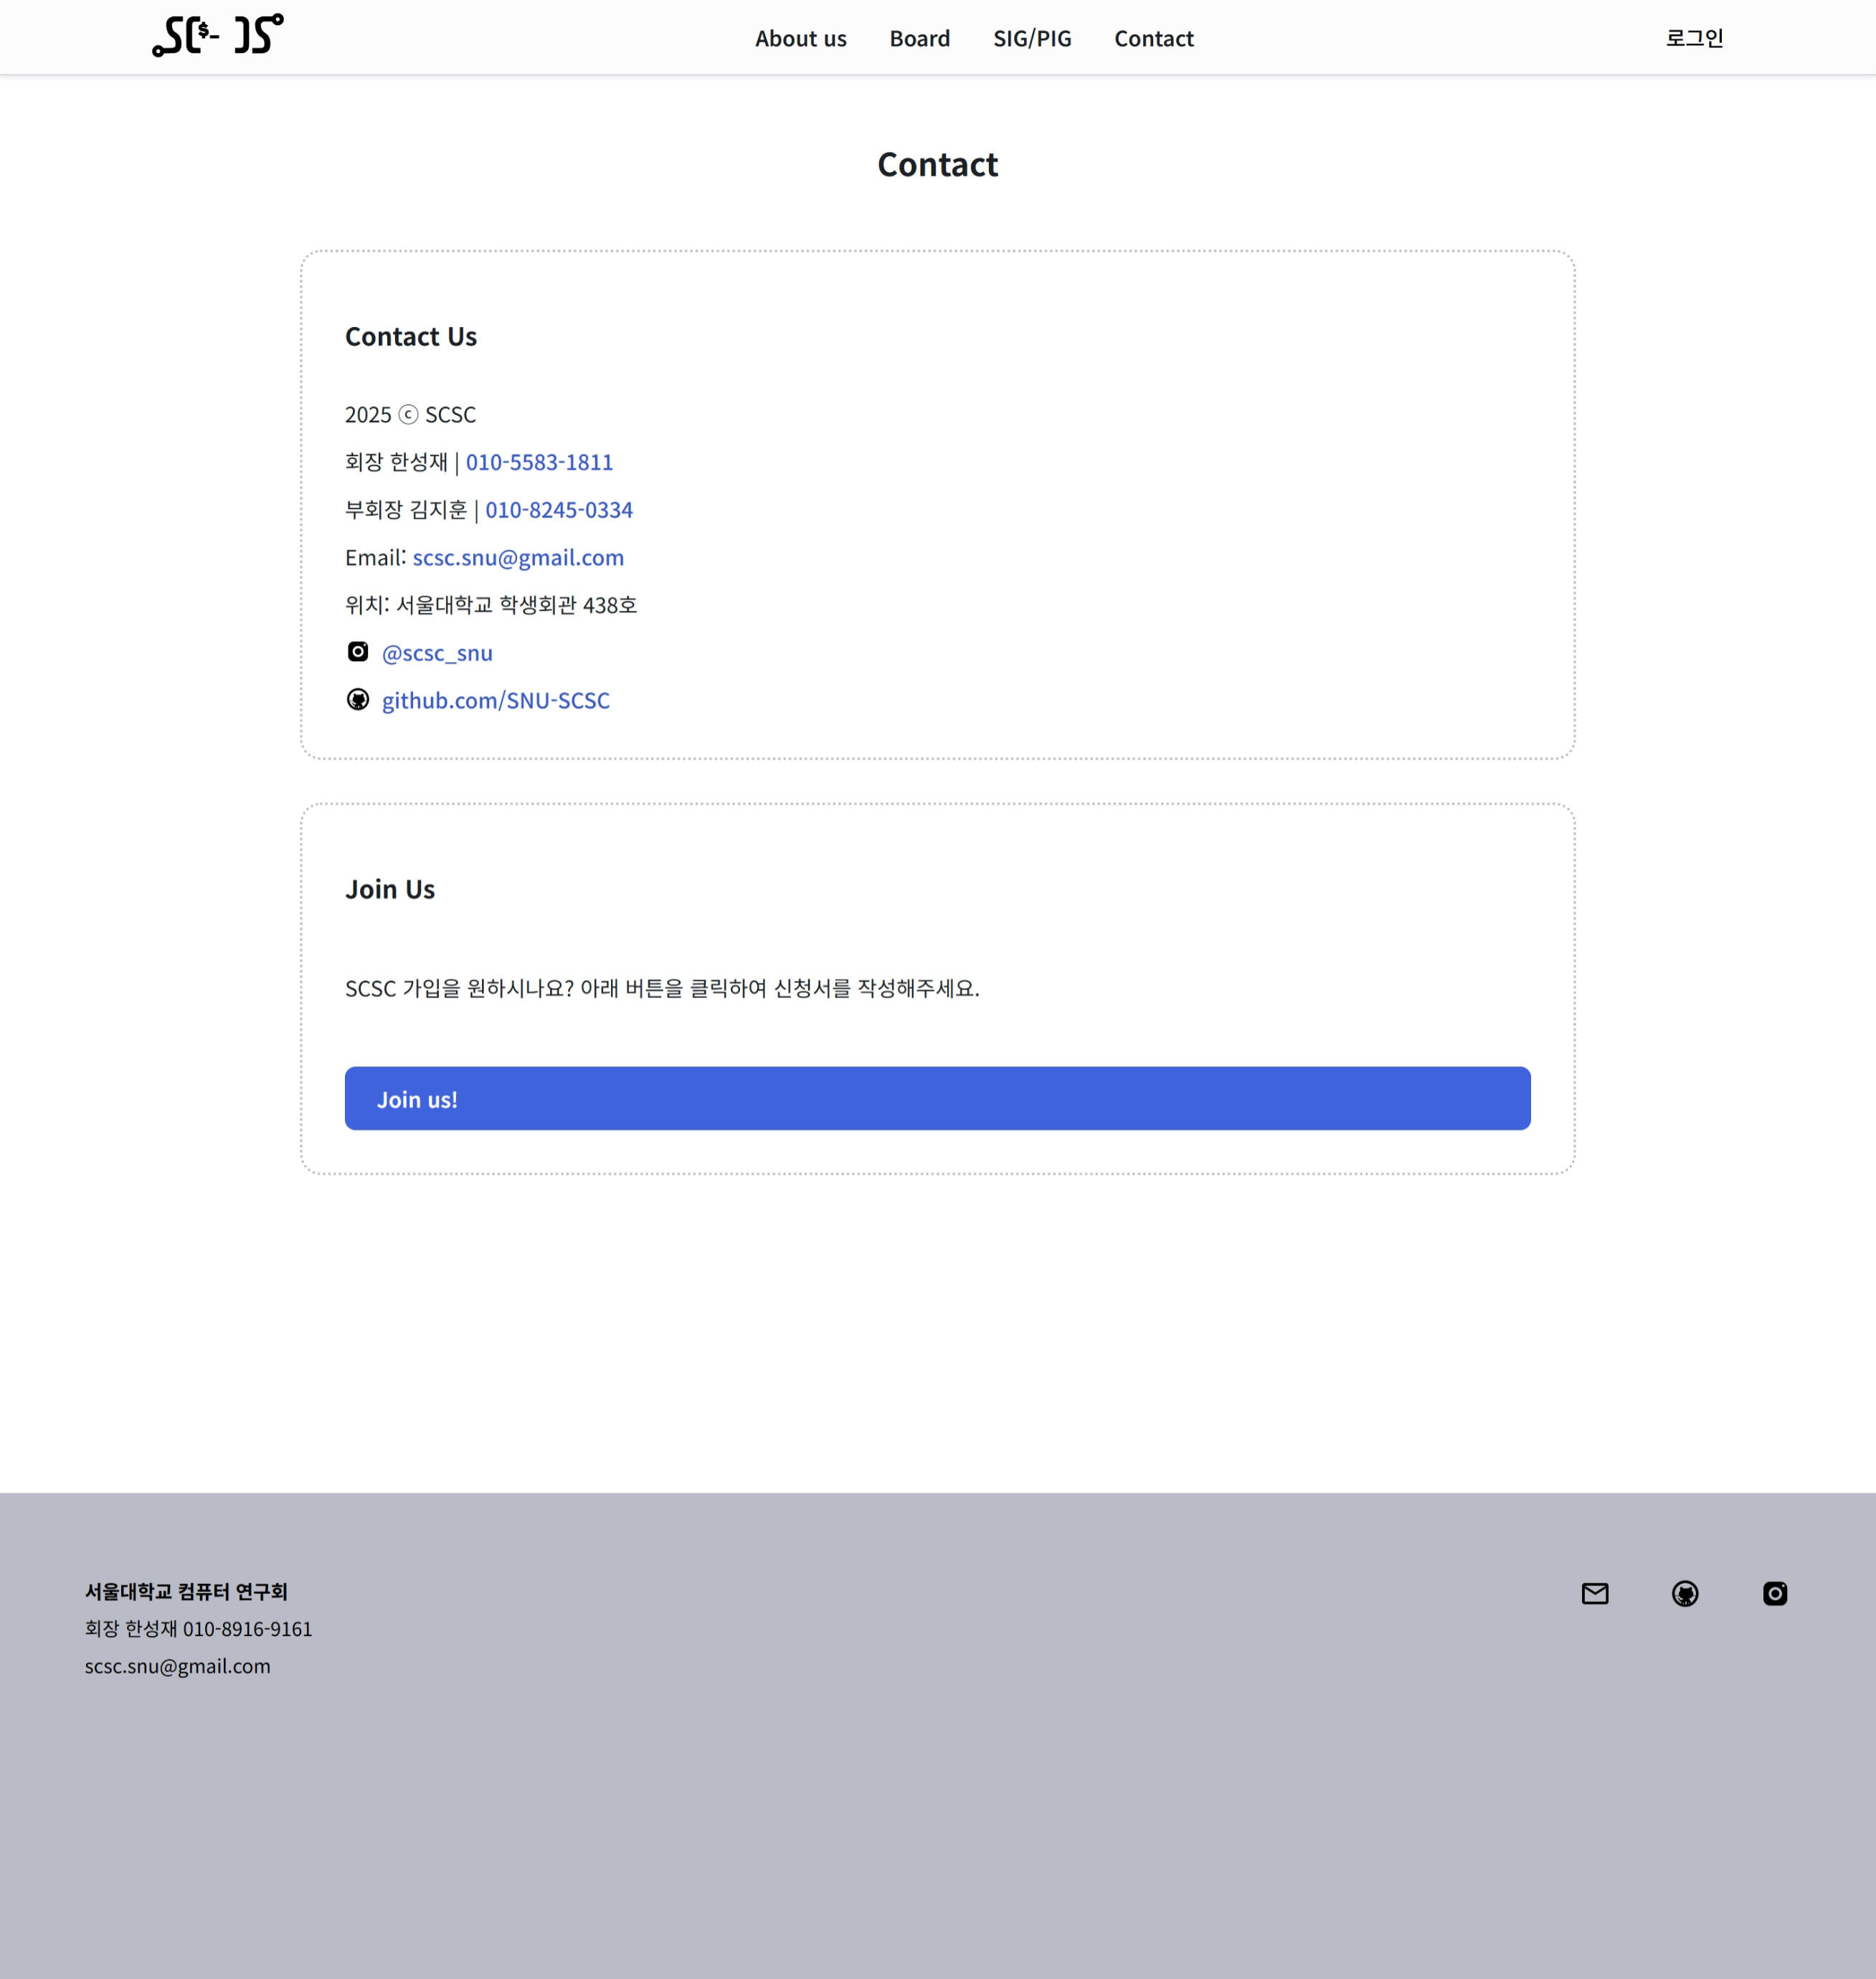 About us
Board
SIG/PIG
Contact
로그인
Contact
Contact Us
2025 ⓒ SCSC
회장 한성재 | 010-5583-1811
부회장 김지훈 | 010-8245-0334
Email: scsc.snu@gmail.com
위치: 서울대학교 학생회관 438호
@scsc_snu
github.com/SNU-SCSC
Join Us
SCSC 가입을 원하시나요? 아래 버튼을 클릭하여 신청서를 작성해주세요.
Join us!
서울대학교 컴퓨터 연구회
회장 한성재 010-8916-9161
scsc.snu@gmail.com